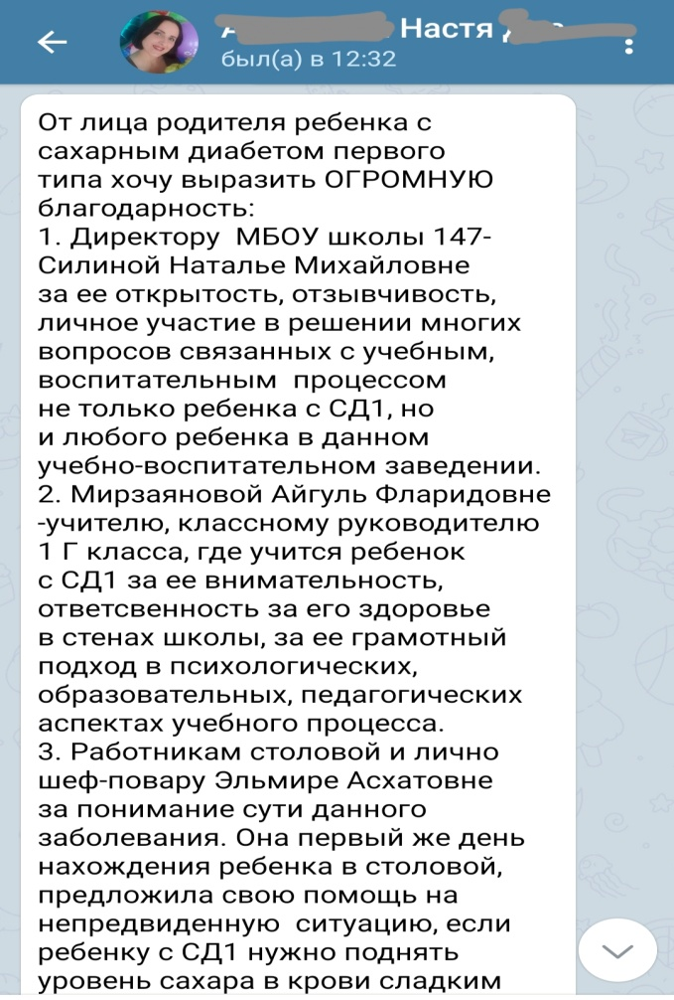 Настя
был(а) в 12:32
От лица родителя ребенка с
сахарным диабетом первого
типа хочу выразить ОГРОМНУЮ
благодарность:
1. Директору  МБОУ школы 147-
Силиной Наталье Михайловне
за ее открытость, отзывчивость,
личное участие в решении многих
вопросов связанных с учебным,
воспитательным  процессом
не только ребенка с СД1, но
и любого ребенка в данном
учебно-воспитательном заведении.
2. Мирзаяновой Айгуль Фларидовне
-учителю, классному руководителю
1 Г класса, где учится ребенок
с СД1 за ее внимательность,
ответсвенность за его здоровье
в стенах школы, за ее грамотный
подход в психологических,
образовательных, педагогических
аспектах учебного процесса.
3. Работникам столовой и лично
шеф-повару Эльмире Асхатовне
за понимание сути данного
заболевания. Она первый же день
нахождения ребенка в столовой,
предложила свою помощь на
непредвиденную  ситуацию, если
ребенку с СД1 нужно поднять
уровень сахара в крови сладким